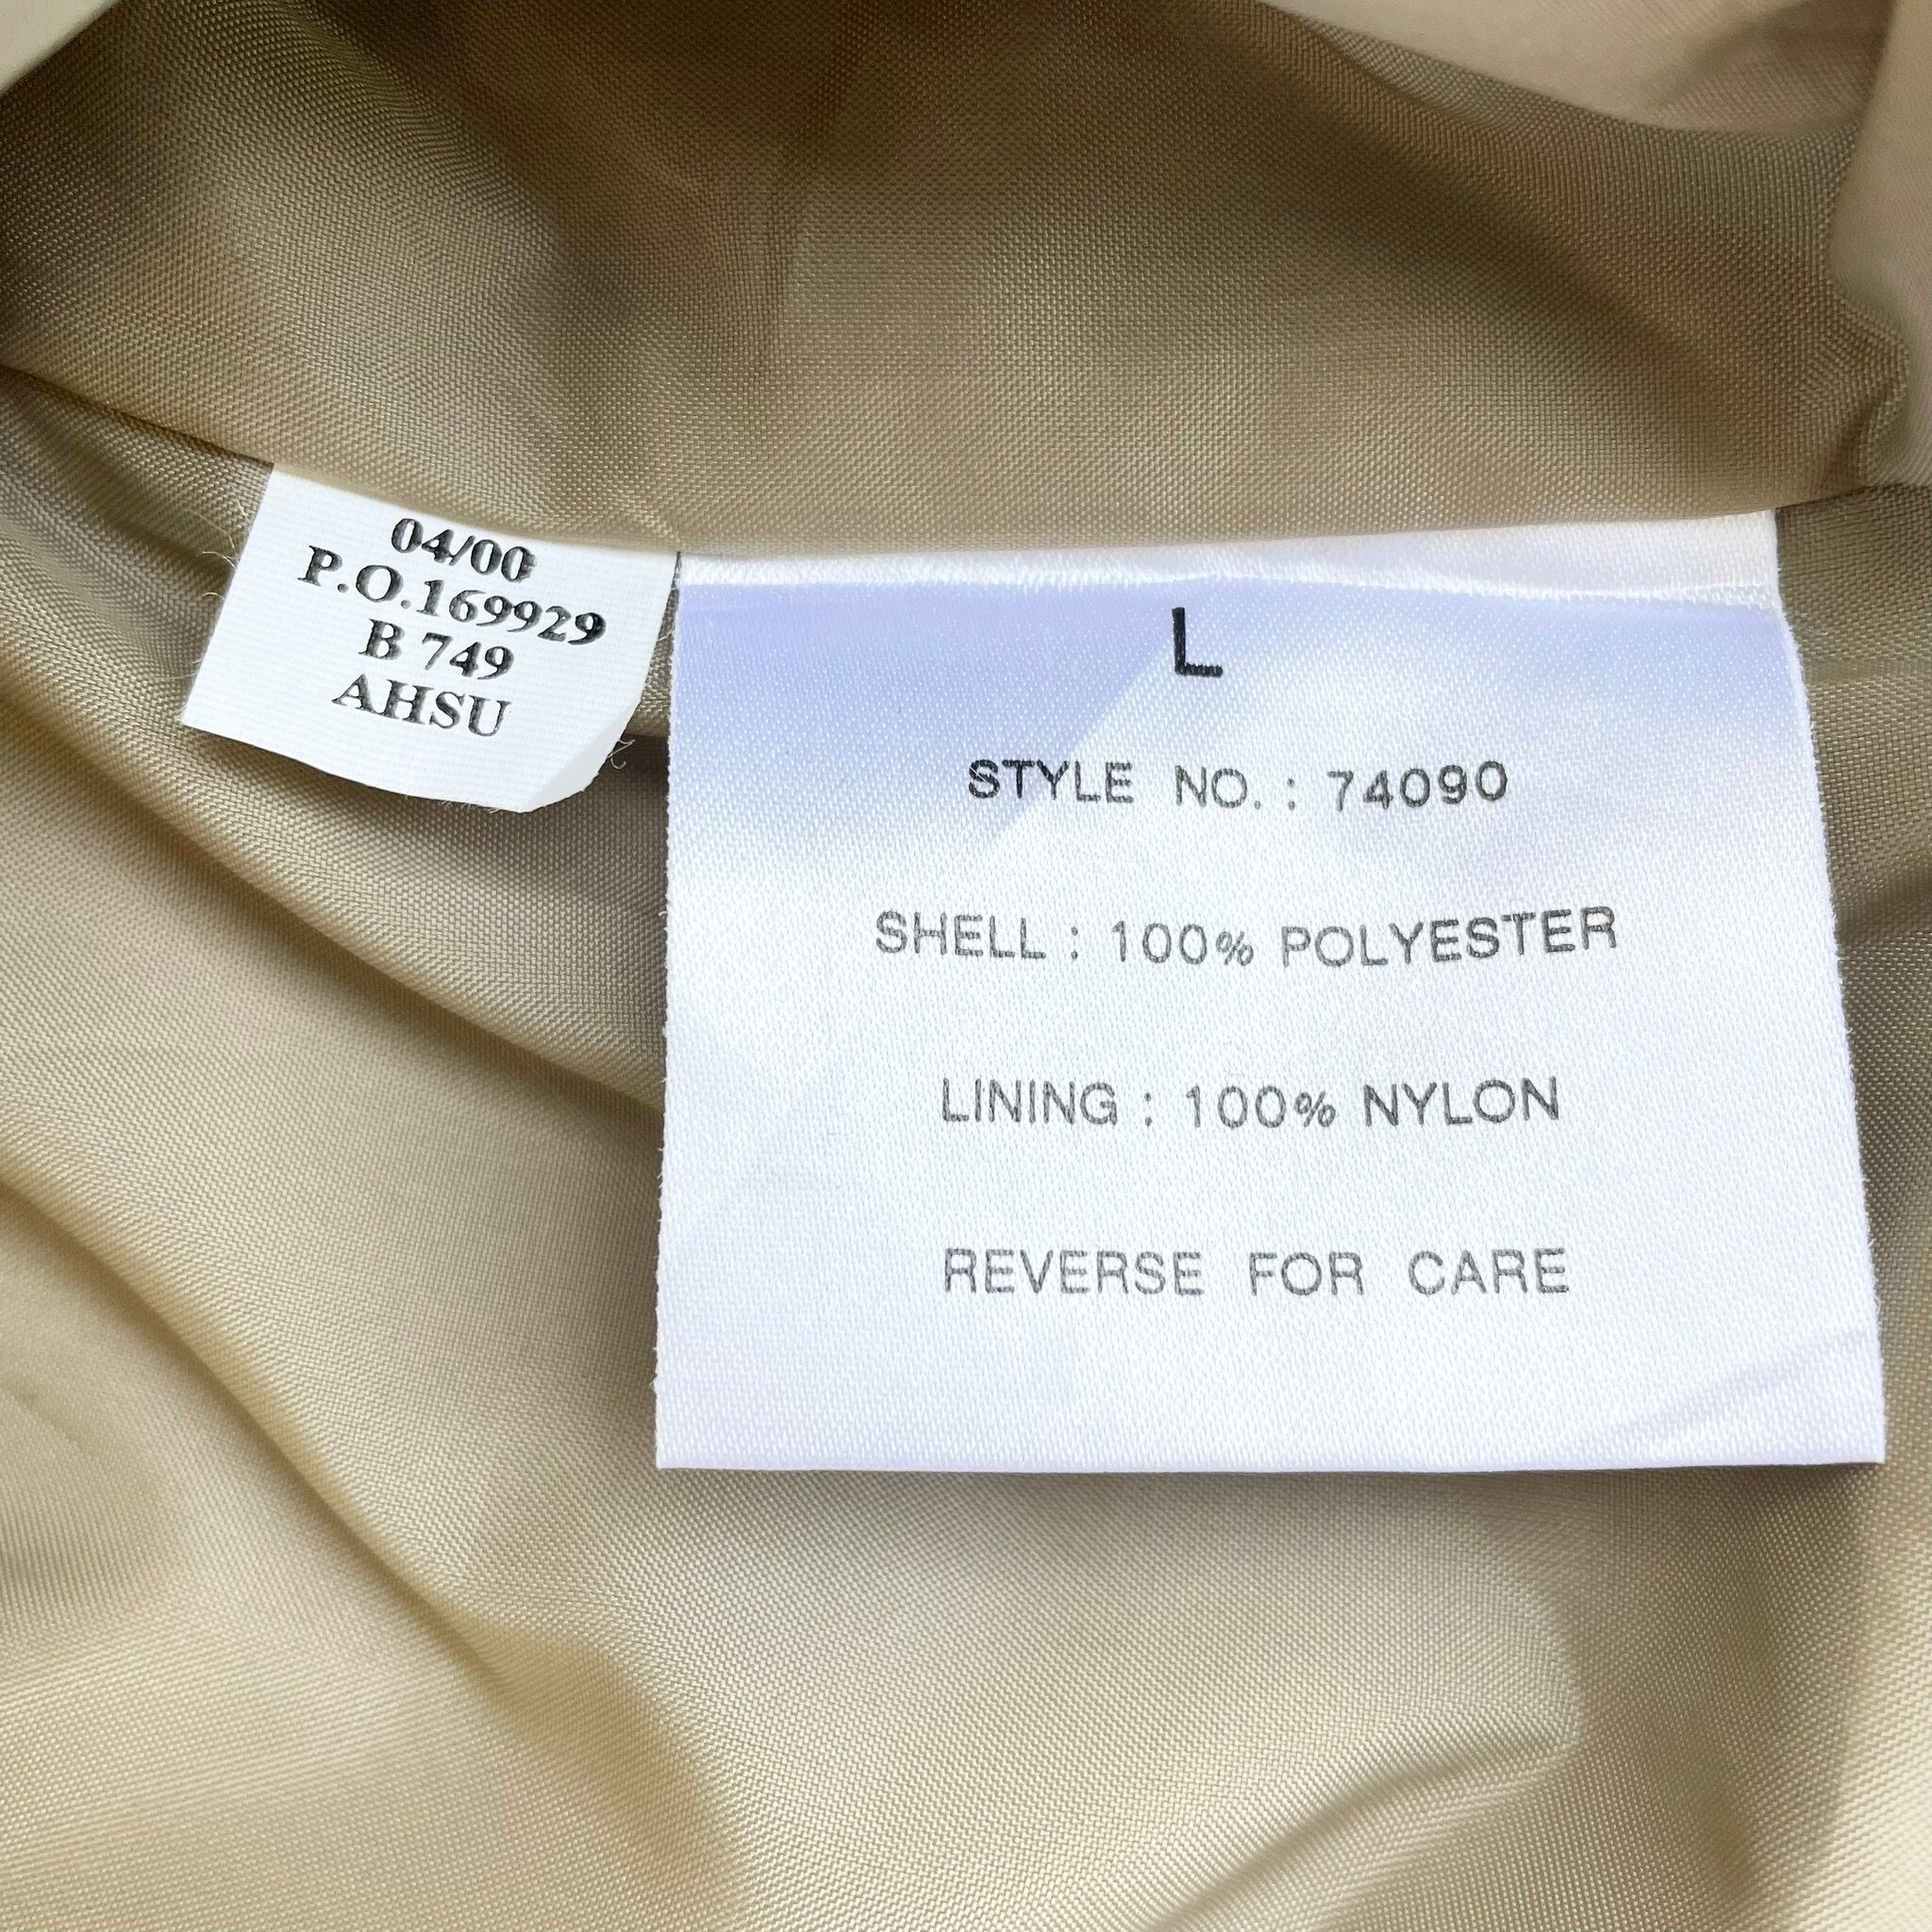 04/00
P.O.169929
B 749
AHSU
L
STYLE NO. : 74090
SHELL : 100% POLYESTER
LINING : 100% NYLON
REVERSE FOR CARE